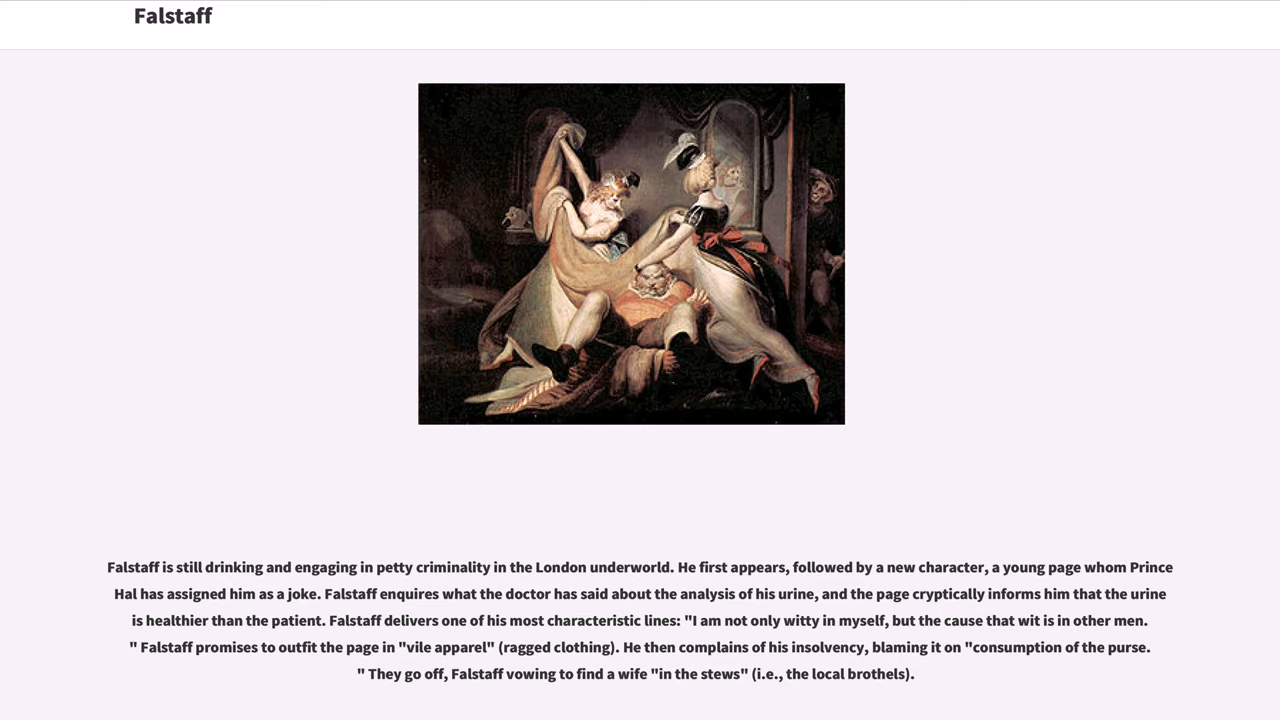 Falstaff
Falstaff is still drinking and engaging in petty criminality in the London underworld. He first appears, followed by a new character, a young page whom Prince
Hal has assigned him as a joke. Falstaff enquires what the doctor has said about the analysis of his urine, and the page cryptically informs him that the urine
is healthier than the patient. Falstaff delivers one of his most characteristic lines: "I am not only witty in myself, but the cause that wit is in other men.
" Falstaff promises to outfit the page in "vile apparel" (ragged clothing). He then complains of his insolvency, blaming it on "consumption of the purse.
" They go off, Falstaff vowing to find a wife "in the stews" (i.e., the local brothels).